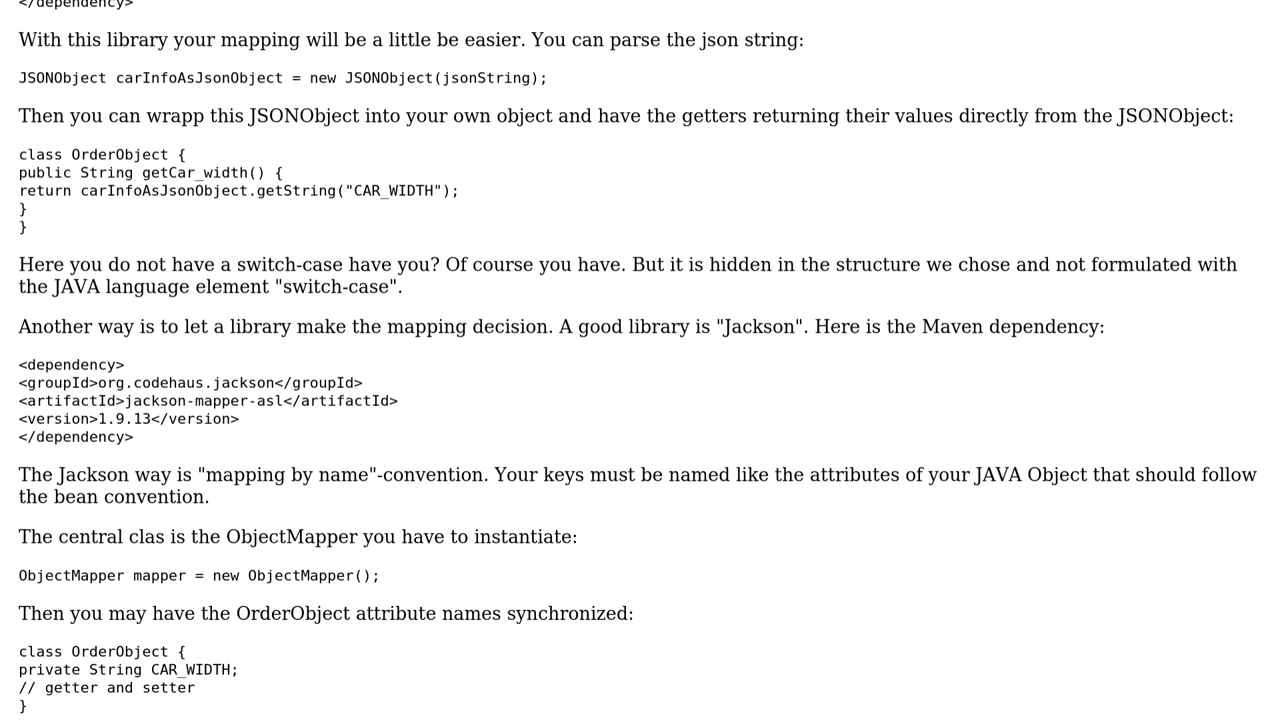 </dependency>
With this library your mapping will be a little be easier. You can parse the json string:
JSONObject carInfoAsJsonObject = new JSONObject(jsonString);
Then you can wrapp this JSONObject into your own object and have the getters returning their values directly from the JSONObject:
class OrderObject {
public String getCar_width() {
return carInfoAsJsonObject.getString("CAR_WIDTH");
}
}
Here you do not have a switch-case have you? Of course you have. But it is hidden in the structure we chose and not formulated with
the JAVA language element "switch-case".
Another way is to let a library make the mapping decision. A good library is "Jackson". Here is the Maven dependency:
<dependency>
<groupId>org.codehaus.jackson</groupId>
<artifactId>jackson-mapper-asl</artifactId>
<version>1.9.13</version>
</dependency>
The Jackson way is "mapping by name"-convention. Your keys must be named like the attributes of your JAVA Object that should follow
the bean convention.
The central clas is the ObjectMapper you have to instantiate:
ObjectMapper mapper = new ObjectMapper();
Then you may have the OrderObject attribute names synchronized:
class OrderObject {
private String CAR_WIDTH;
// getter and setter
}